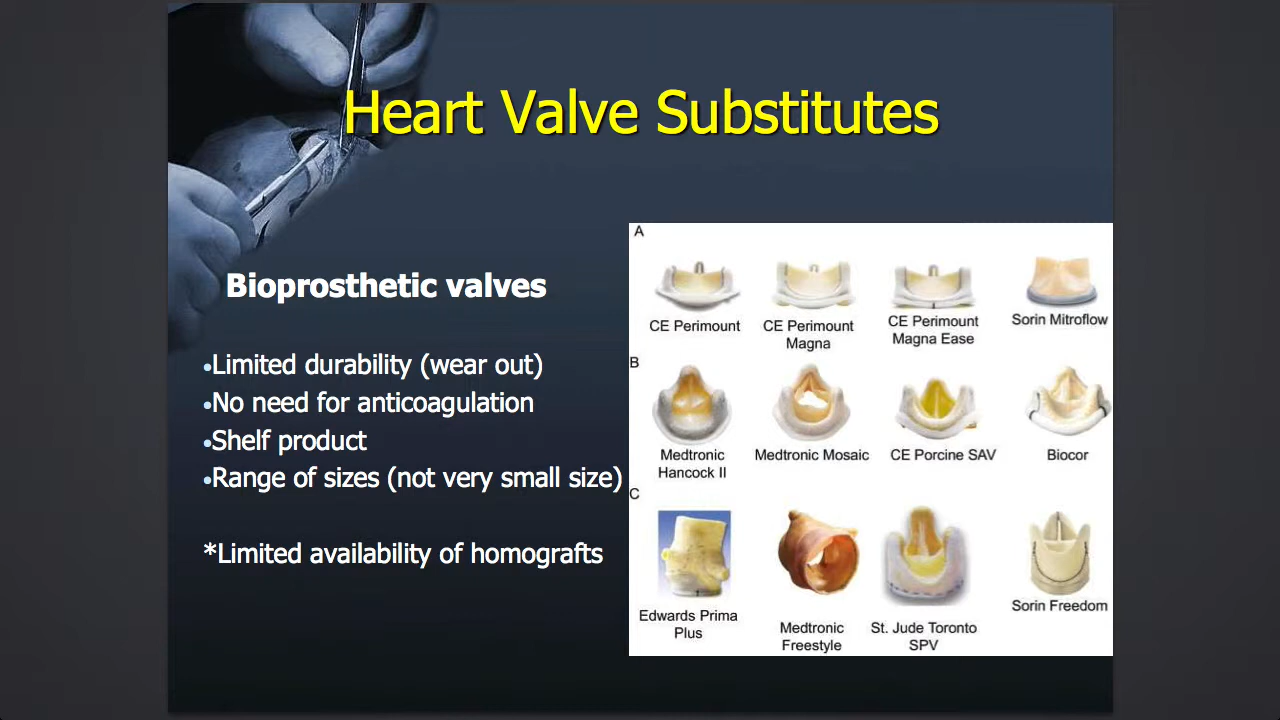 Heart Valve Substitutes
Bioprosthetic valves
•Limited durability (wear out)
•No need for anticoagulation
•Shelf product
•Range of sizes (not very small size)
*Limited availability of homografts
A
CE Perimount
CE Perimount
Magna
CE Perimount
Magna Ease
Sorin Mitroflow
B
Medtronic
Hancock II
Medtronic Mosaic
CE Porcine SAV
Biocor
C
Edwards Prima
Plus
Medtronic
Freestyle
St. Jude Toronto
SPV
Sorin Freedom